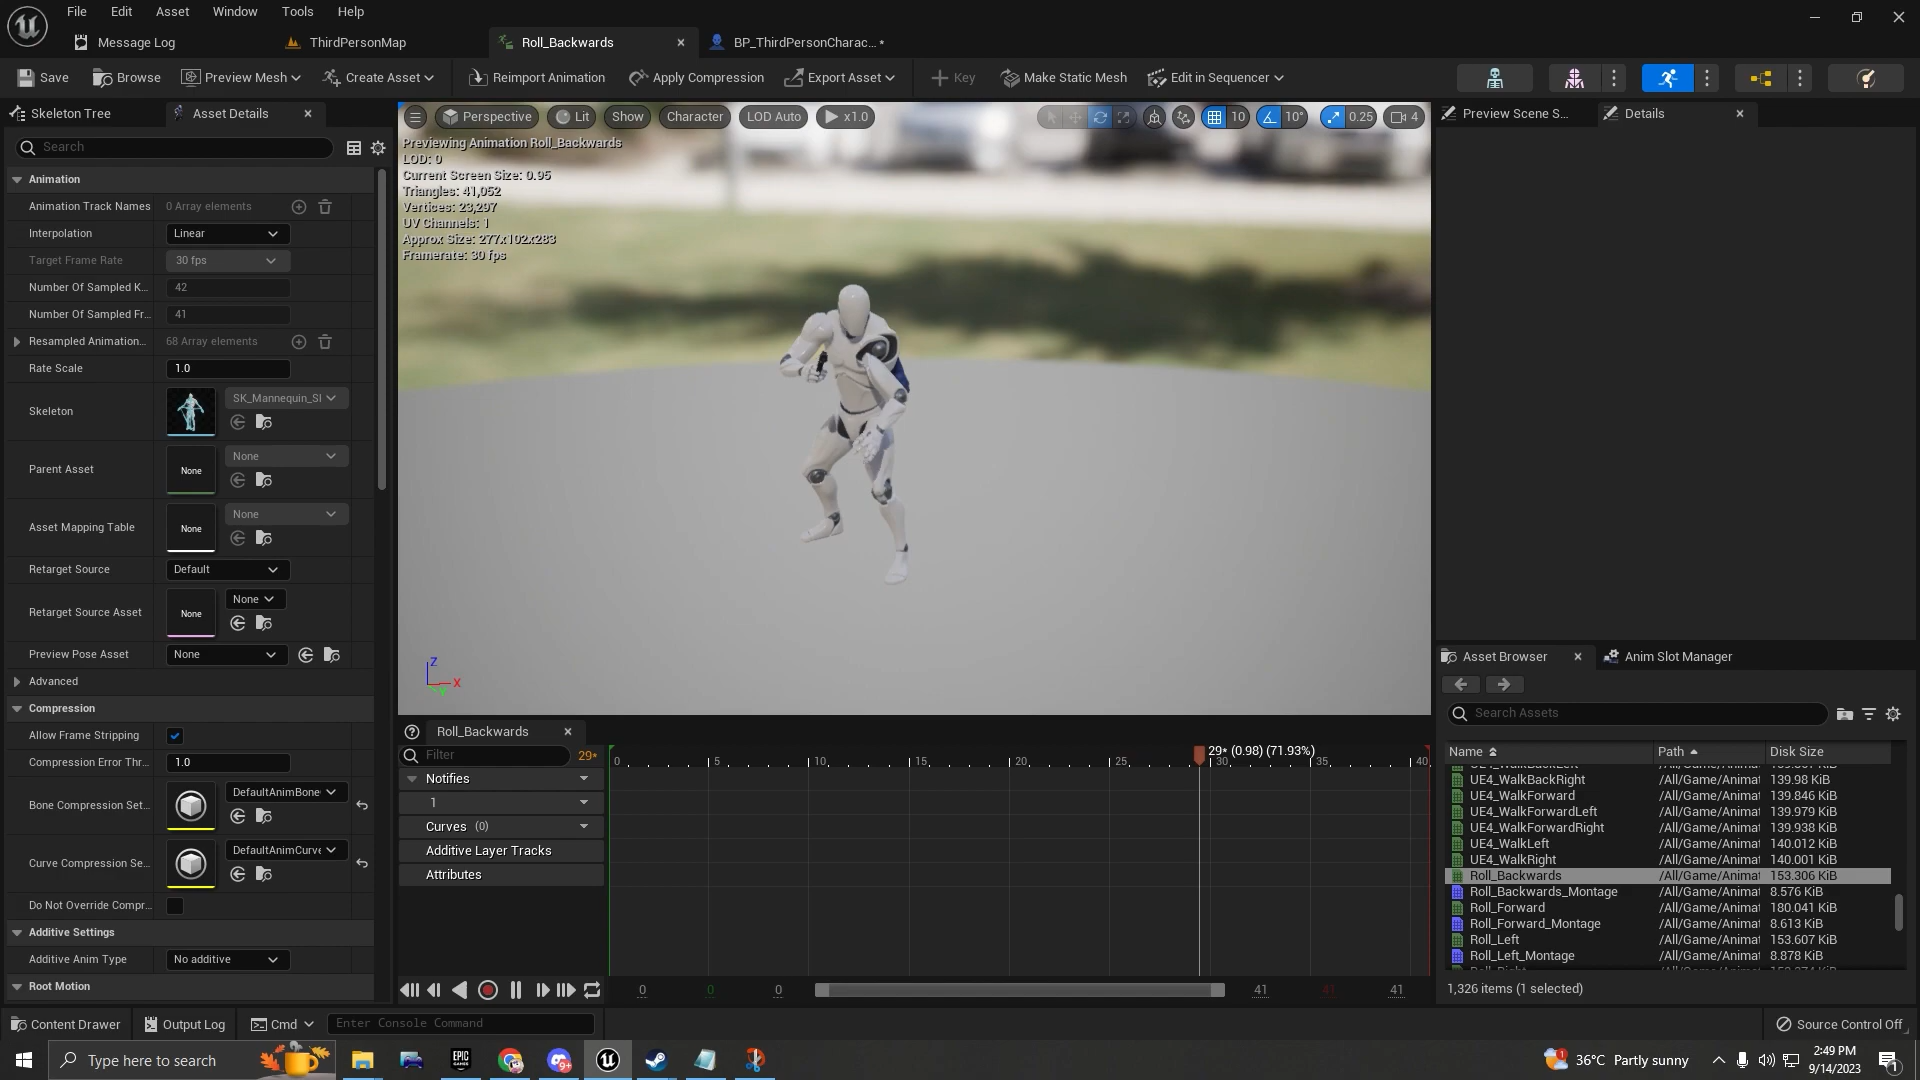 File Edit Asset Window Tools Help
Message Log ThirdPersonMap Roll_Backwards BP_ThirdPersonCharac...*
Save Browse Preview Mesh Create Asset Reimport Animation Apply Compression Export Asset Key Make Static Mesh Edit in Sequencer
Skeleton Tree Asset Details
Search
Animation
Animation Track Names 0 Array elements
Interpolation Linear
Target Frame Rate 30 fps
Number Of Sampled K... 42
Number Of Sampled Fr... 41
Resampled Animation... 68 Array elements
Rate Scale 1.0
Skeleton SK_Mannequin_S
Parent Asset None None
Asset Mapping Table None None
Retarget Source Default
Retarget Source Asset None None
Preview Pose Asset None
Advanced
Compression
Allow Frame Stripping
Compression Error Thr... 1.0
Bone Compression Set... DefaultAnimBone
Curve Compression Se... DefaultAnimCurve
Do Not Override Compr...
Additive Settings
Additive Anim Type No additive
Root Motion
Perspective Lit Show Character LOD Auto x1.0 10 10° 0.25 4
Previewing Animation Roll_Backwards
LOD: 0
Current Screen Size: 0.95
Triangles: 41,052
Vertices: 23,297
UV Channels: 1
Approx Size: 277x102x283
Framerate: 30 fps
Z
X
Y
Roll_Backwards
Filter 29*
29* (0.98) (71.93%)
0 5 10 15 20 25 30 35 40
Notifies
1
Curves (0)
Additive Layer Tracks
Attributes
0 0 0 41 41 41
Preview Scene S... Details
Asset Browser Anim Slot Manager
Search Assets
Name Path Disk Size
UE4_WalkBackRight /All/Game/Animat 139.98 KiB
UE4_WalkForward /All/Game/Animat 139.846 KiB
UE4_WalkForwardLeft /All/Game/Animat 139.979 KiB
UE4_WalkForwardRight /All/Game/Animat 139.938 KiB
UE4_WalkLeft /All/Game/Animat 140.012 KiB
UE4_WalkRight /All/Game/Animat 140.001 KiB
Roll_Backwards /All/Game/Animat 153.306 KiB
Roll_Backwards_Montage /All/Game/Animat 8.576 KiB
Roll_Forward /All/Game/Animat 180.041 KiB
Roll_Forward_Montage /All/Game/Animat 8.613 KiB
Roll_Left /All/Game/Animat 153.607 KiB
Roll_Left_Montage /All/Game/Animat 8.878 KiB
1,326 items (1 selected)
Content Drawer Output Log Cmd Enter Console Command Source Control Off
Type here to search EPIC GAMES 36°C Partly sunny 2:49 PM
9/14/2023